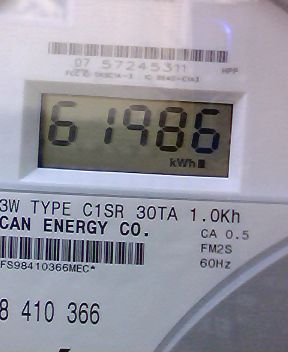 07 57245311
HPP
61986
kWh
3W TYPE C1SR 30TA 1.0Kh
CAN ENERGY CO.
CA 0.5
FM2S
60Hz
FS98410366MEC*
8 410 366